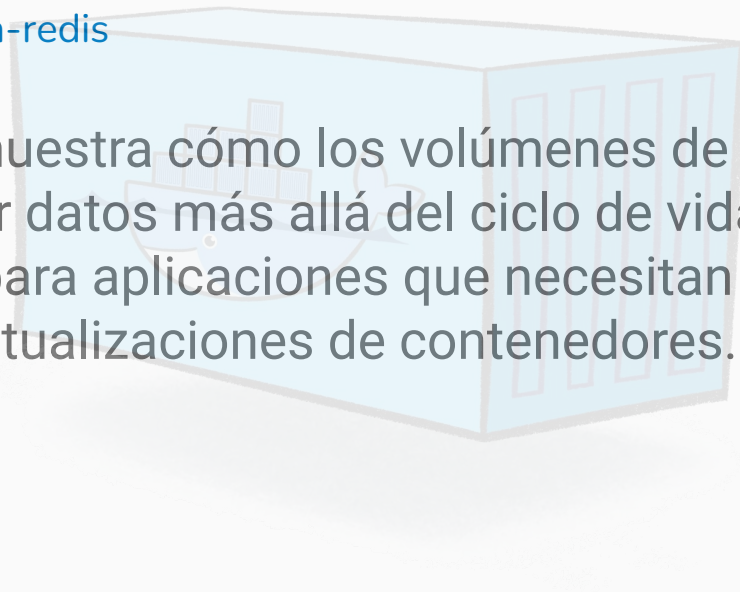 -redis
uestra cómo los volúmenes de
r datos más allá del ciclo de vida
para aplicaciones que necesitan
tualizaciones de contenedores.